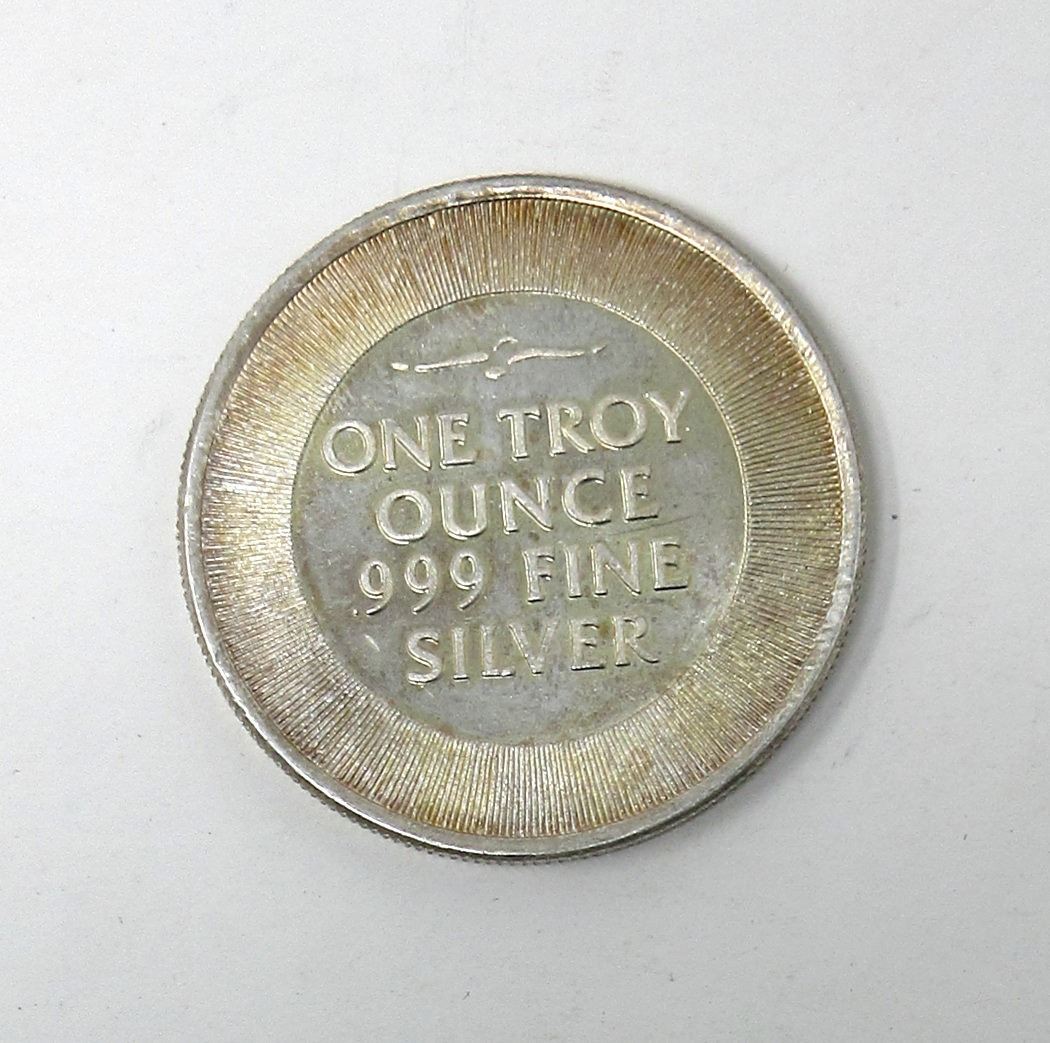 ONE TROY
OUNCE
.999 FINE
SILVER